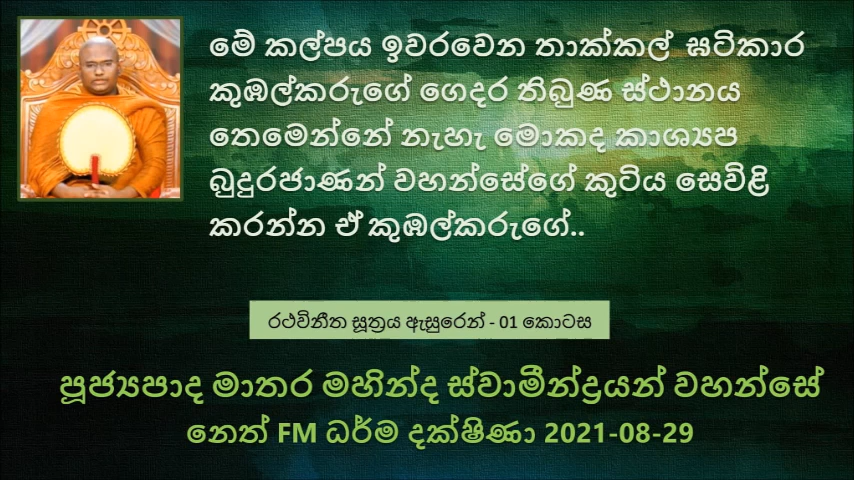 මේ කල්පය ඉවරවෙන තාක්කල් ඝටිකාර
කුඹල්කරුගේ ගෙදර තිබුණ ස්ථානය
තෙමෙන්නේ නැහැ මොකද කාශ්‍යප
බුදුරජාණන් වහන්සේගේ කුටිය සෙවිළි
කරන්න ඒ කුඹල්කරුගේ..
රථවිනීත සූත්‍රය ඇසුරෙන් - 01 කොටස
පූජ්‍යපාද මාතර මහින්ද ස්වාමීන්ද්‍රයන් වහන්සේ
නෙත් FM ධර්ම දක්ෂිණා 2021-08-29